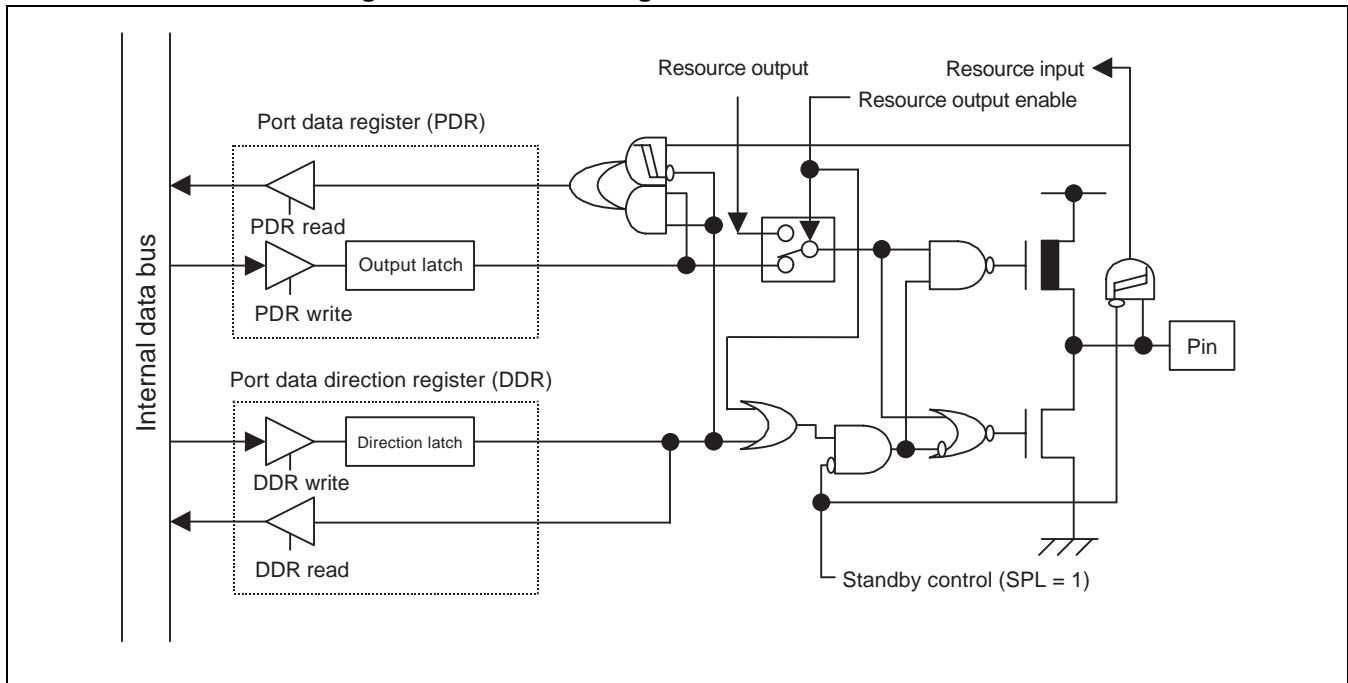 Resource output
Resource input
Resource output enable
Port data register (PDR)
PDR read
Output latch
PDR write
Internal data bus
Pin
Port data direction register (DDR)
Direction latch
DDR write
DDR read
Standby control (SPL = 1)